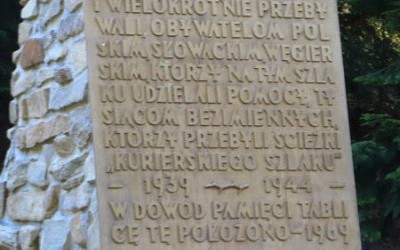 I WIELOKROTNIE PRZEBY
WALI, OBYWATELOM POL
SKIM, SŁOWACKIM, WĘGIER
SKIM, KTÓRZY NA TYM SZLA
KU UDZIELALI POMOCY, TY
SIĄCOM BEZIMIENNYCH,
KTÓRZY PRZEBYLI ŚCIEŻKI
„KURIERSKIEGO SZLAKU”
– 1939 – 1944 –
W DOWÓD PAMIĘCI TABLI
CĘ TĘ POŁOŻONO – 1969